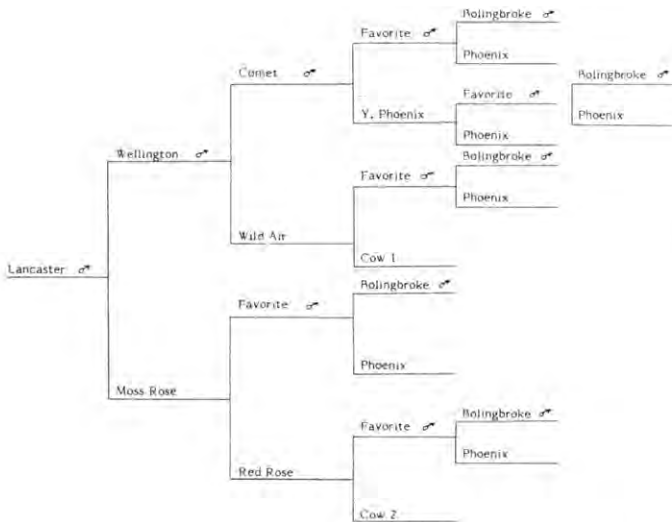 Bolingbroke ♂
Favorite ♂
Phoenix
Comet ♂
Bolingbroke ♂
Favorite ♂
Y. Phoenix
Phoenix
Phoenix
Wellington ♂
Bolingbroke ♂
Favorite ♂
Phoenix
Wild Air
Cow 1
Lancaster ♂
Bolingbroke ♂
Favorite ♂
Phoenix
Moss Rose
Bolingbroke ♂
Favorite ♂
Phoenix
Red Rose
Cow 2